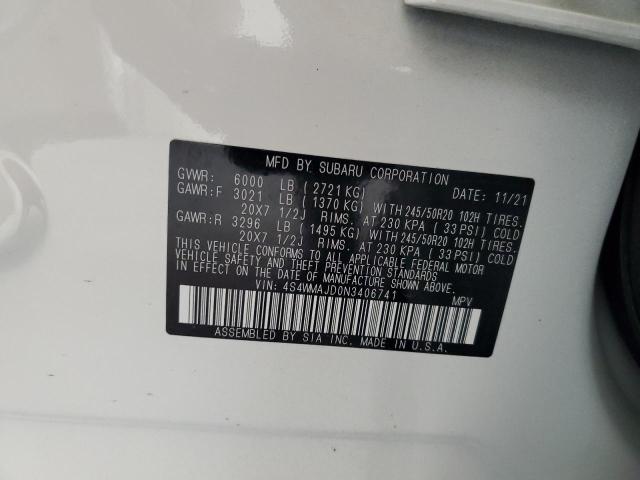 MFD BY SUBARU CORPORATION
GVWR: 6000 LB (2721 KG) DATE: 11/21
GAWR:F 3021 LB (1370 KG) WITH 245/50R20 102H TIRES.
20X7 1/2J RIMS. AT 230 KPA (33 PSI) COLD
GAWR:R 3296 LB (1495 KG) WITH 245/50R20 102H TIRES.
20X7 1/2J RIMS. AT 230 KPA (33 PSI) COLD
THIS VEHICLE CONFORMS TO ALL APPLICABLE FEDERAL MOTOR
VEHICLE SAFETY AND THEFT PREVENTION STANDARDS
IN EFFECT ON THE DATE OF MANUFACTURE SHOWN ABOVE.
VIN: 4S4WMAJD0N3406741 MPV
ASSEMBLED BY SIA INC. MADE IN U.S.A.